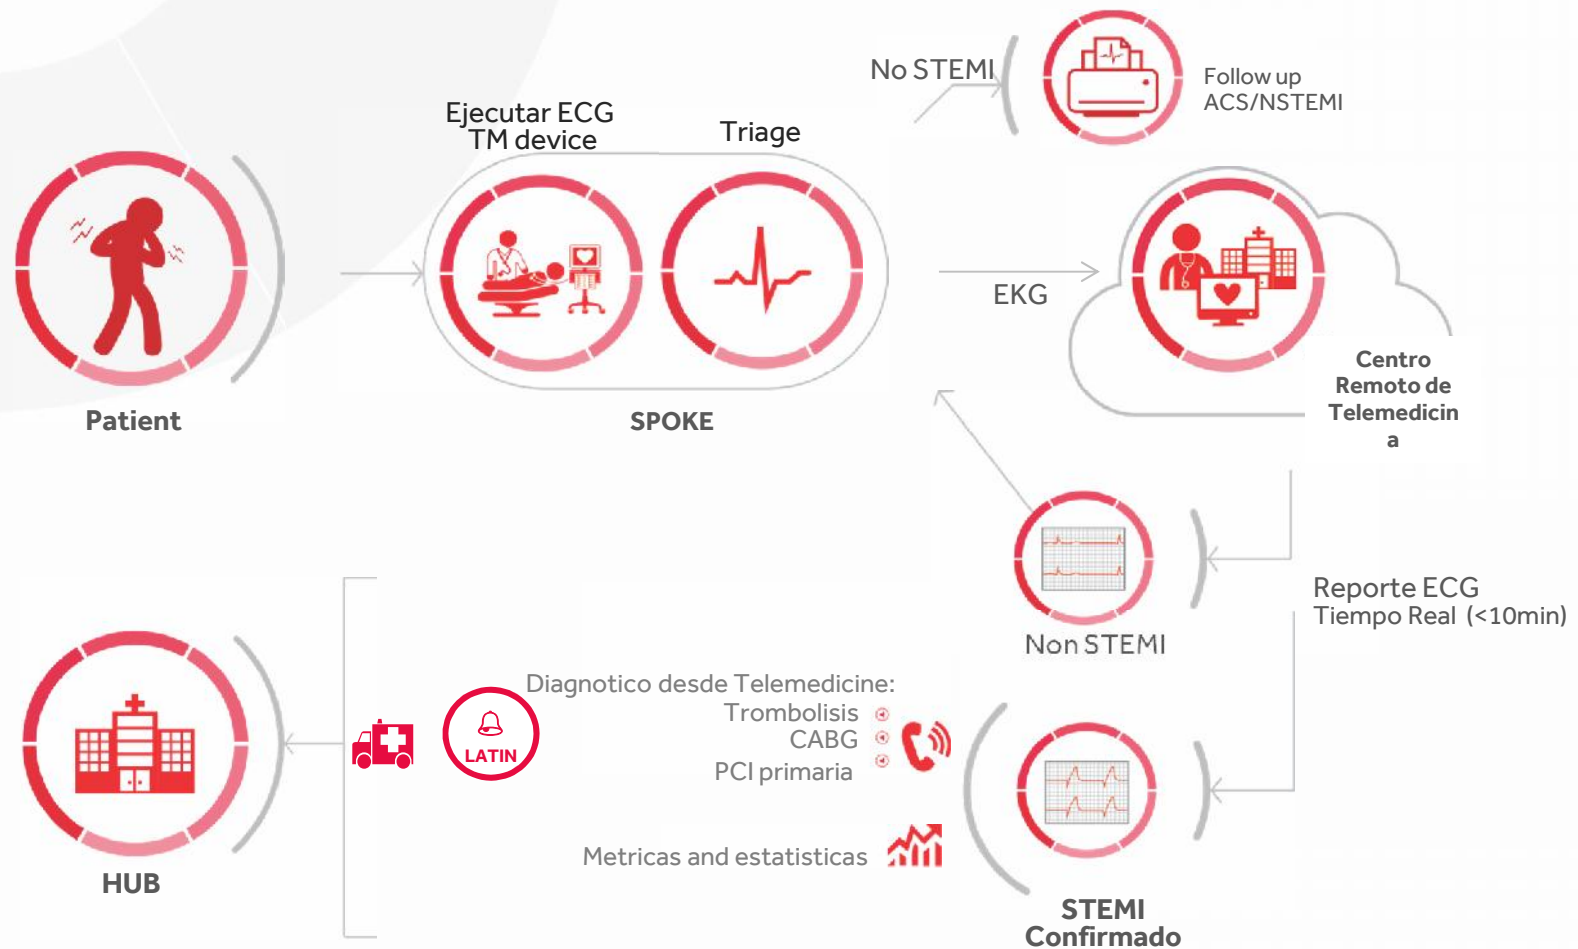 No STEMI
Follow up
ACS/NSTEMI
Ejecutar ECG
TM device
Triage
EKG
Patient
SPOKE
Centro
Remoto de
Telemedicin
a
Non STEMI
Reporte ECG
Tiempo Real (<10min)
Diagnotico desde Telemedicine:
Trombolisis
CABG
PCI primaria
LATIN
Metricas and estatisticas
HUB
STEMI
Confirmado